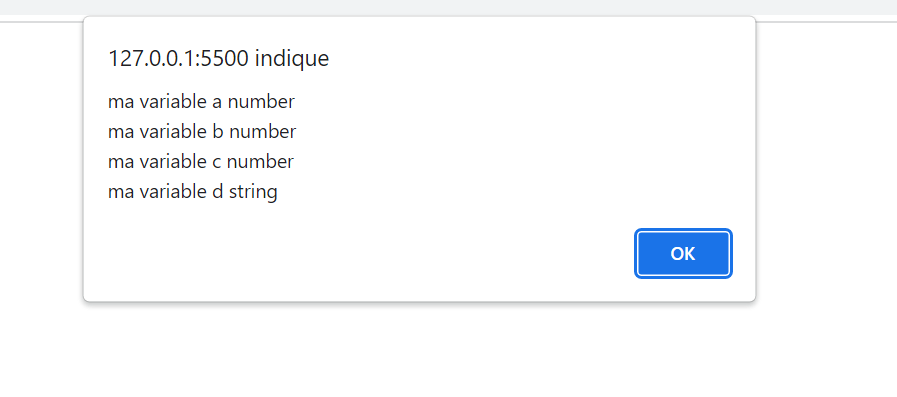 127.0.0.1:5500 indique
ma variable a number
ma variable b number
ma variable c number
ma variable d string
OK